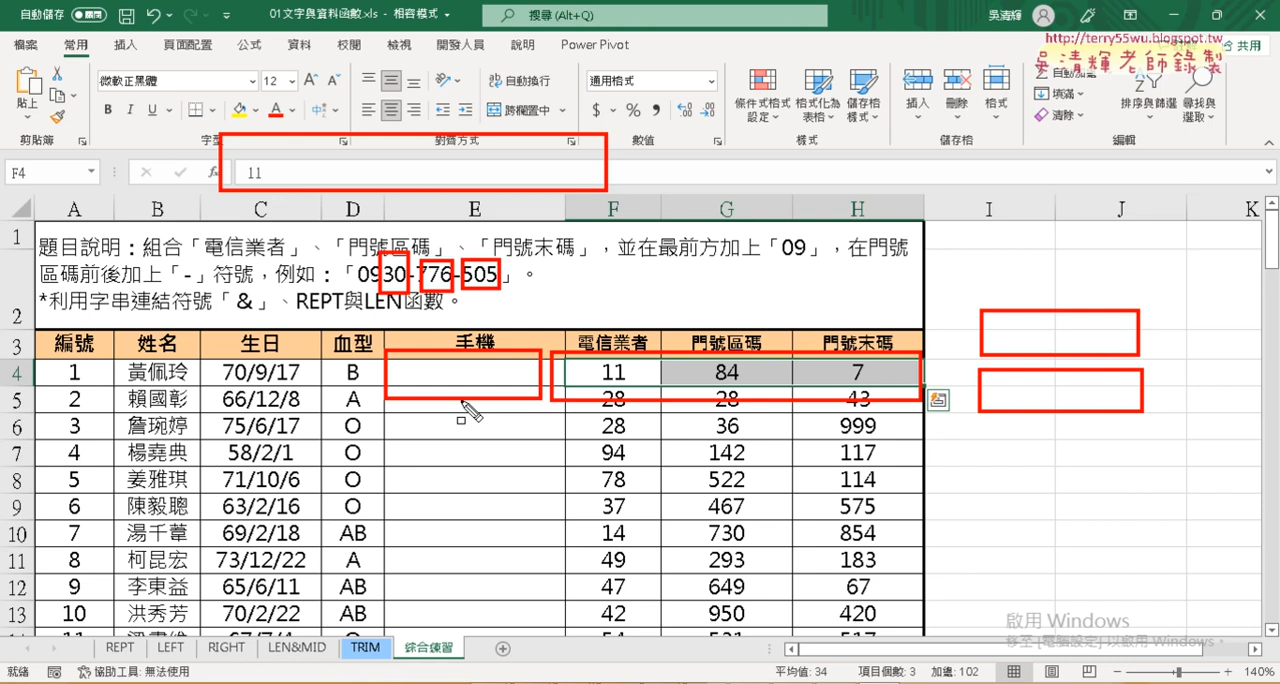 自動儲存 關閉 01文字與資料函數.xls - 相容模式 搜尋 (Alt+Q) 吳清輝
http://terry55wu.blogspot.tw
吳清輝老師錄製
檔案 常用 插入 頁面配置 公式 資料 校閱 檢視 開發人員 說明 Power Pivot 共用
貼上 微軟正黑體 12 自動換行 通用格式 條件式格式設定 格式化為表格 儲存格樣式 插入 刪除 格式 自動加總 填滿 清除 排序與篩選 尋找與選取
B I U 跨欄置中 $ %
剪貼簿 字型 對齊方式 數值 樣式 儲存格 編輯
F4 fx 11
A B C D E F G H I J K
1 題目說明：組合「電信業者」、「門號區碼」、「門號末碼」，並在最前方加上「09」，在門號
區碼前後加上「-」符號，例如：「0930-776-505」。
2 *利用字串連結符號「&」、REPT與LEN函數。
3 編號 姓名 生日 血型 手機 電信業者 門號區碼 門號末碼
4 1 黃佩玲 70/9/17 B 11 84 7
5 2 賴國彰 66/12/8 A 28 28 43
6 3 詹琬婷 75/6/17 O 28 36 999
7 4 楊堯典 58/2/1 O 94 142 117
8 5 姜雅琪 71/10/6 O 78 522 114
9 6 陳毅聰 63/2/16 O 37 467 575
10 7 湯千葦 69/2/18 AB 14 730 854
11 8 柯昆宏 73/12/22 A 49 293 183
12 9 李東益 65/6/11 AB 47 649 67
13 10 洪秀芳 70/2/22 AB 42 950 420
啟用 Windows
移至 [電腦設定] 以啟用 Windows。
REPT LEFT RIGHT LEN&MID TRIM 綜合練習
就緒 協助工具: 無法使用 平均值: 34 項目個數: 3 加總: 102 140%